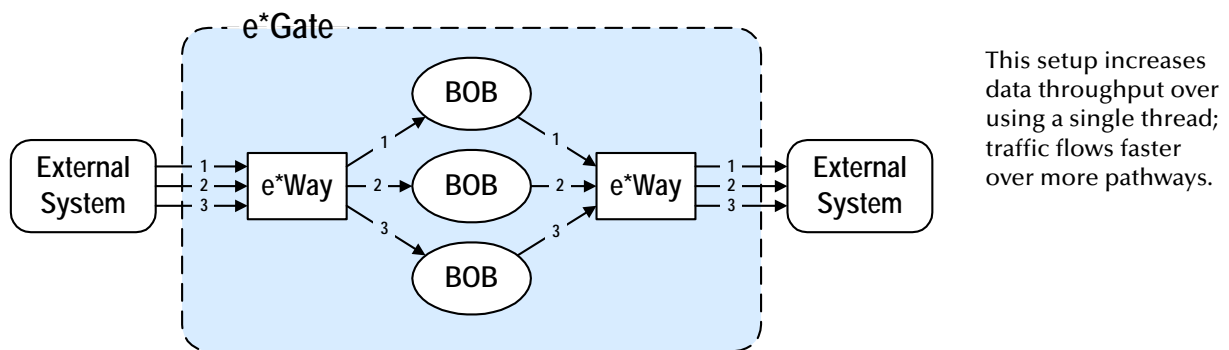 e*Gate
BOB
This setup increases
data throughput over
using a single thread;
traffic flows faster
over more pathways.
1
1
External
System
1
2
3
e*Way
2
BOB
2
e*Way
1
2
3
External
System
3
3
BOB